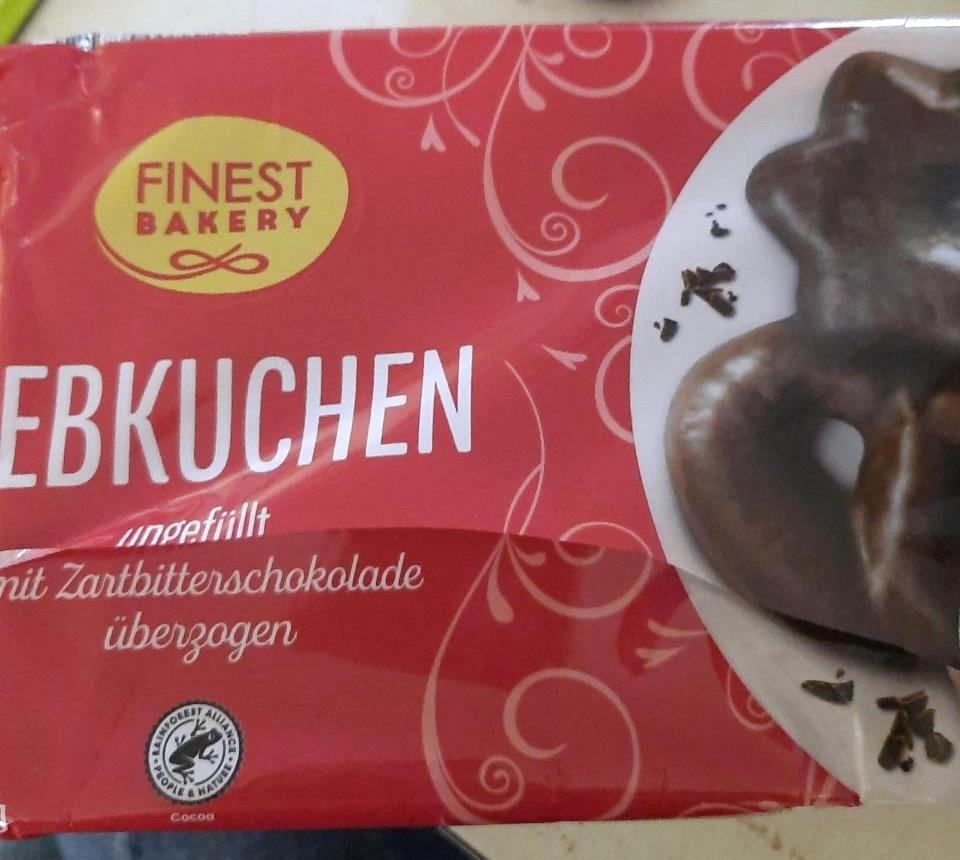 FINEST
BAKERY
EBKUCHEN
ungefüllt
mit Zartbitterschokolade
überzogen
RAINFOREST ALLIANCE
PEOPLE & NATURE
Cocoa